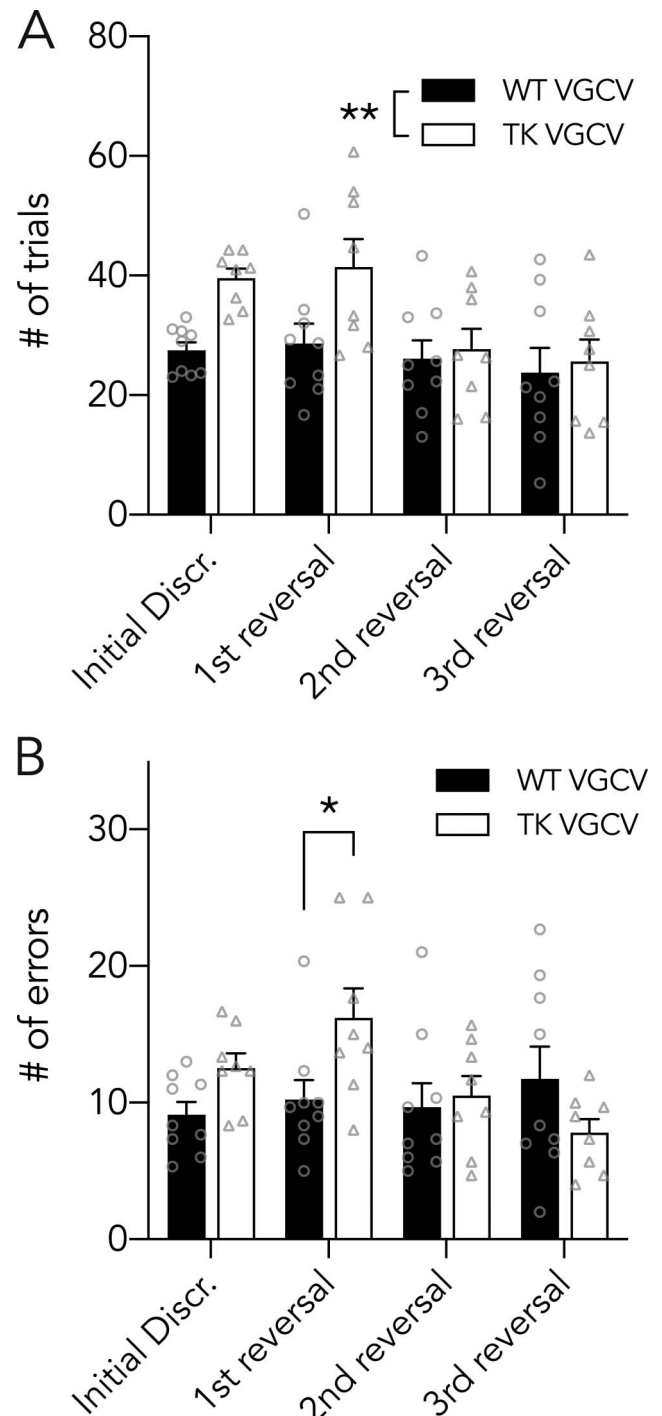 A
80
WT VGCV
**
TK VGCV
60
# of trials
40
20
0
Initial Discr.
1st reversal
2nd reversal
3rd reversal
B
WT VGCV
*
TK VGCV
30
# of errors
20
10
0
Initial Discr.
1st reversal
2nd reversal
3rd reversal